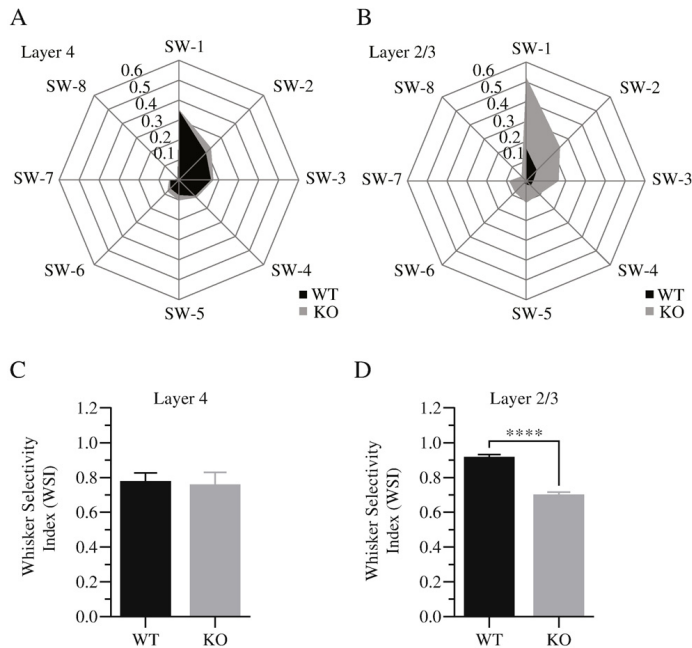 A
Layer 4
SW-1
SW-2
SW-3
SW-4
SW-5
SW-6
SW-7
SW-8
0.6
0.5
0.4
0.3
0.2
0.1
WT
KO
B
Layer 2/3
SW-1
SW-2
SW-3
SW-4
SW-5
SW-6
SW-7
SW-8
0.6
0.5
0.4
0.3
0.2
0.1
WT
KO
C
Layer 4
Whisker Selectivity
Index (WSI)
1.2
1.0
0.8
0.6
0.4
0.2
0.0
WT
KO
D
Layer 2/3
****
Whisker Selectivity
Index (WSI)
1.2
1.0
0.8
0.6
0.4
0.2
0.0
WT
KO